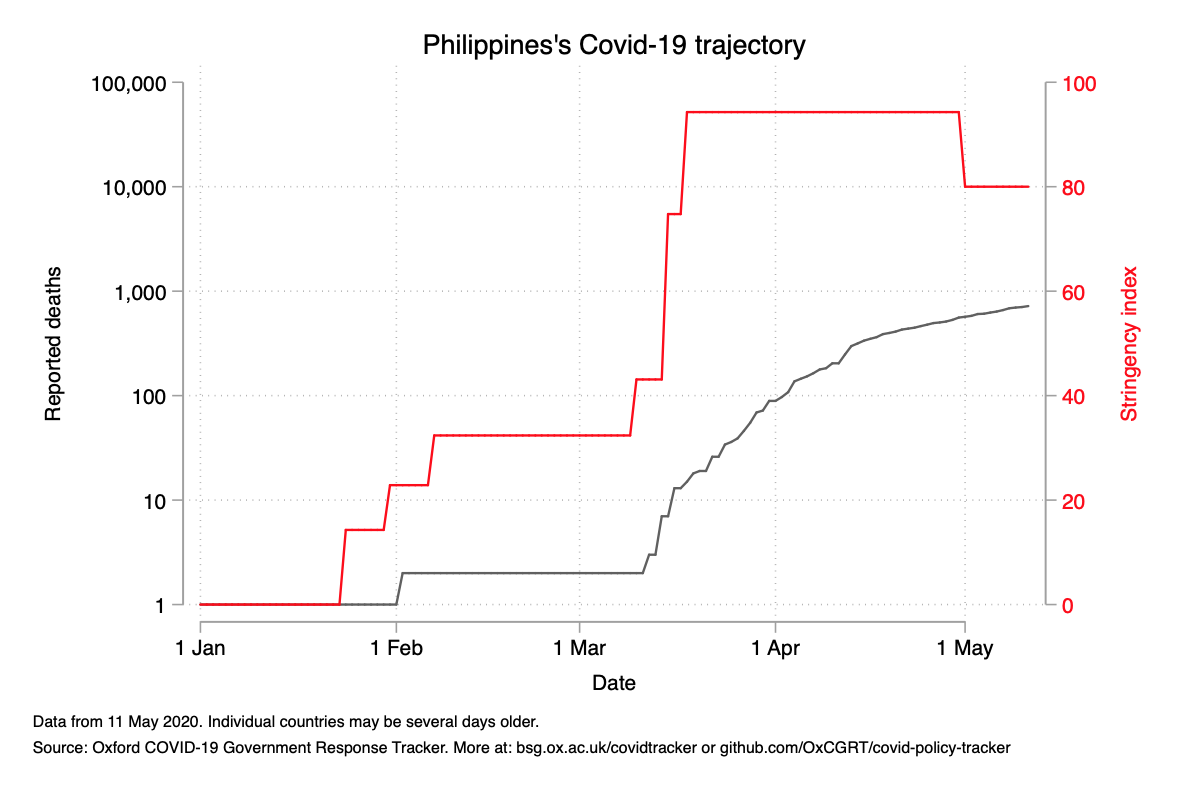 Philippines's Covid-19 trajectory
100,000
10,000
1,000
100
10
1
Reported deaths
100
80
60
40
20
0
Stringency index
1 Jan 1 Feb 1 Mar 1 Apr 1 May
Date
Data from 11 May 2020. Individual countries may be several days older.
Source: Oxford COVID-19 Government Response Tracker. More at: bsg.ox.ac.uk/covidtracker or github.com/OxCGRT/covid-policy-tracker